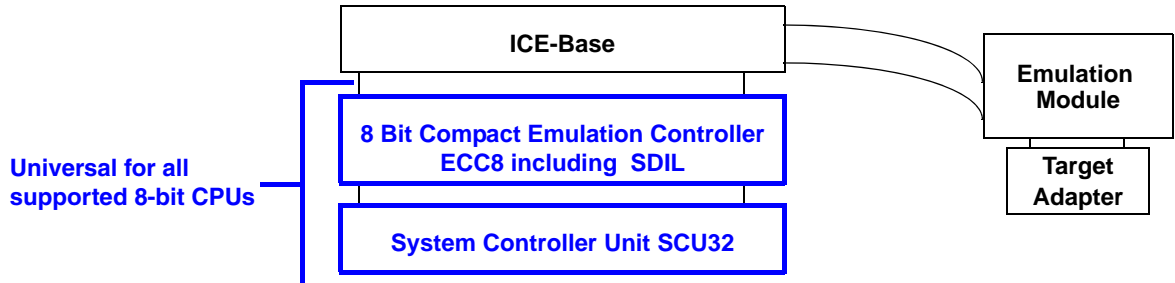 ICE-Base
Emulation
Module
8 Bit Compact Emulation Controller
ECC8 including SDIL
Universal for all
supported 8-bit CPUs
Target
Adapter
System Controller Unit SCU32